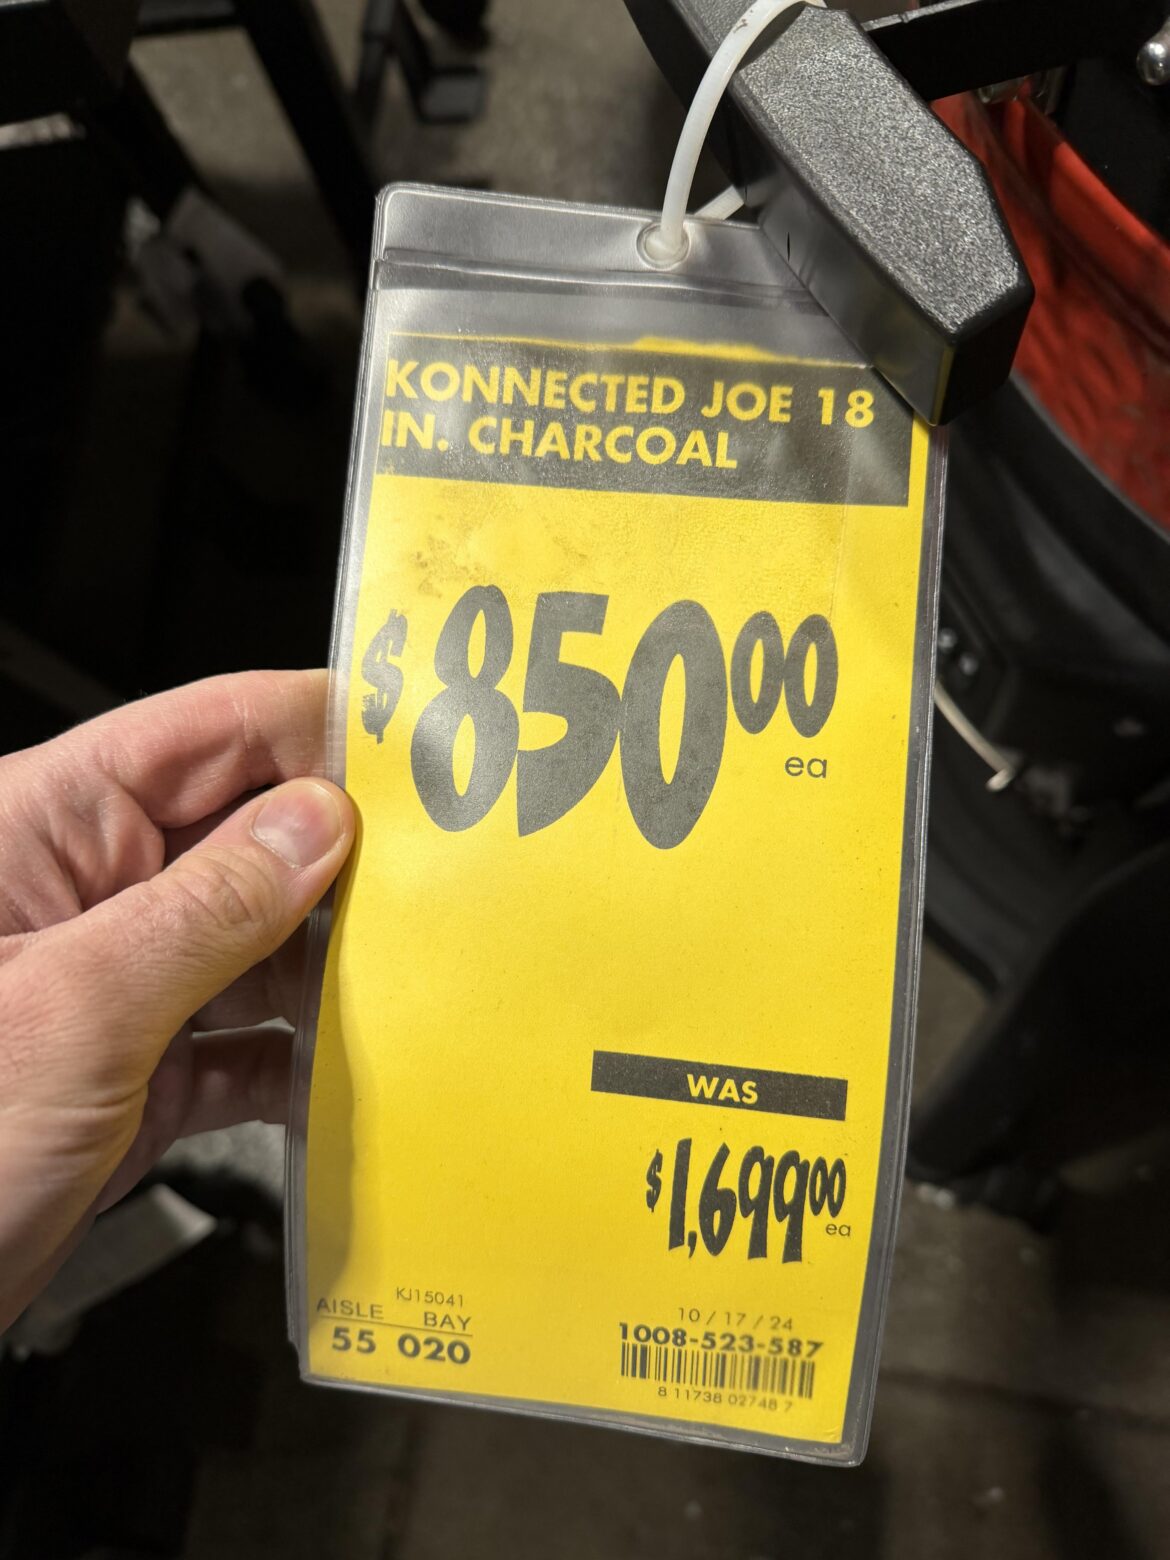 KONNECTED JOE 18
IN. CHARCOAL
$850.00
ea
WAS
$1,699.00
ea
KJ15041
AISLE BAY
55 020
10/17/24
1008-523-587
8 11738 02748 7